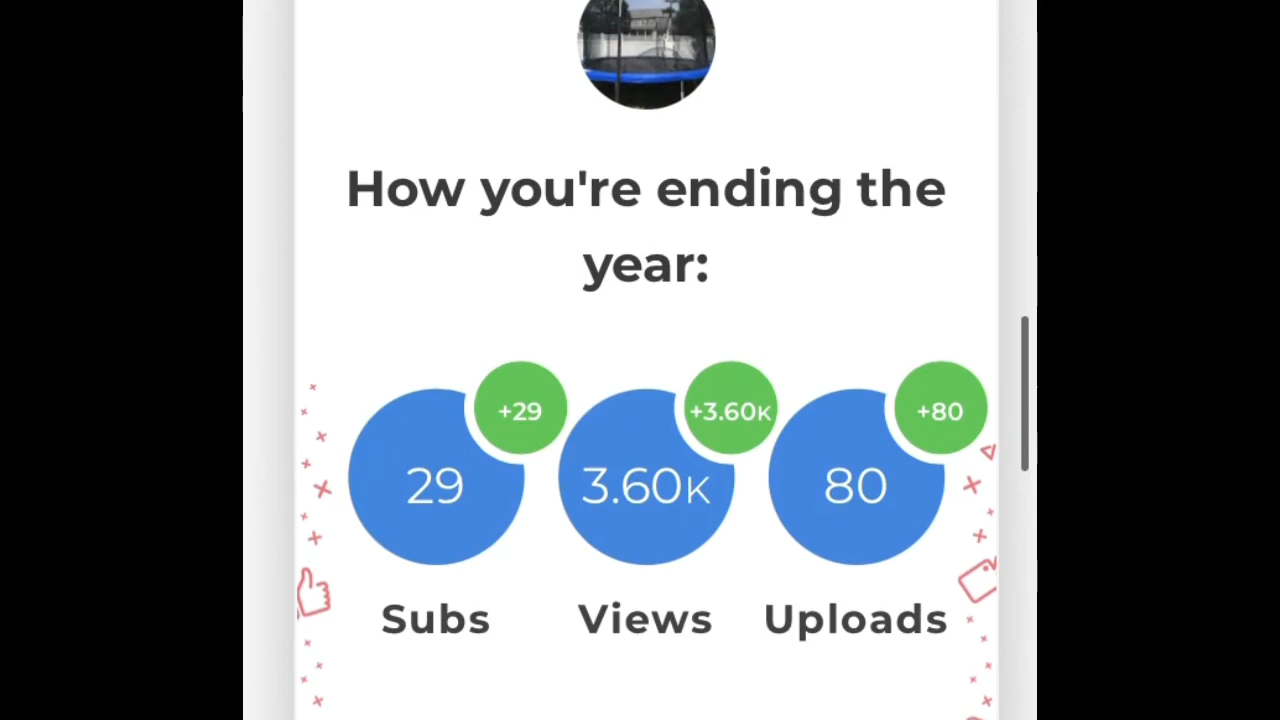 How you're ending the
year:
+29
+3.60K
+80
29
3.60K
80
Subs
Views
Uploads